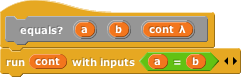 equals? a b cont λ
run cont with inputs a = b